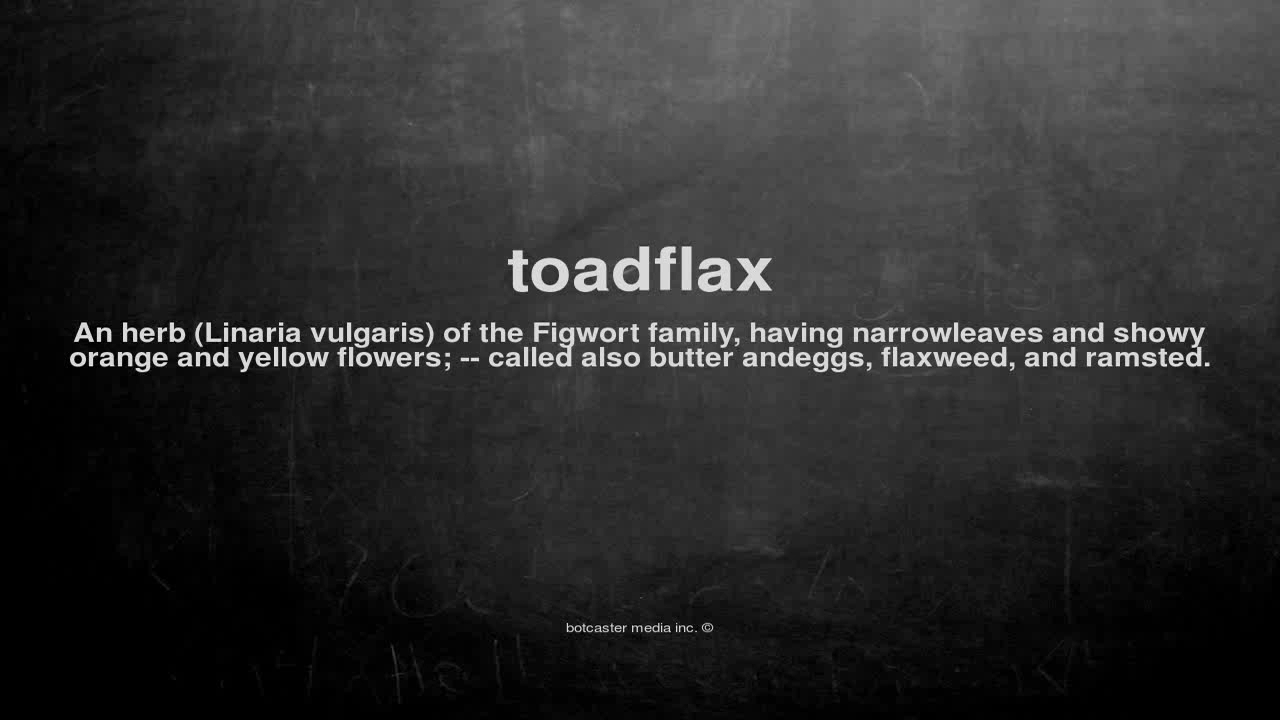 toadflax
An herb (Linaria vulgaris) of the Figwort family, having narrowleaves and showy
orange and yellow flowers; -- called also butter andeggs, flaxweed, and ramsted.
botcaster media inc. ©